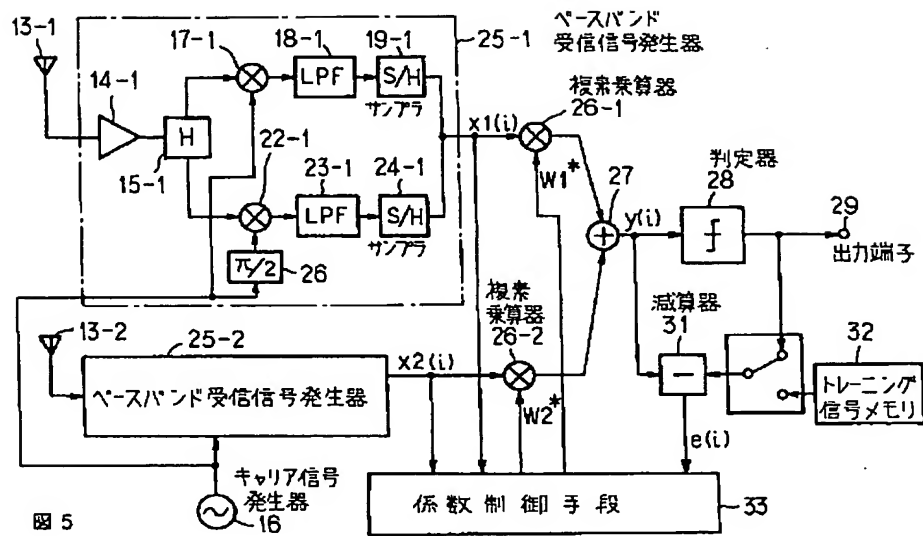 13-1
14-1
15-1
H
17-1
18-1
LPF
19-1
S/H
サンプラ
22-1
23-1
LPF
24-1
S/H
サンプラ
π/2
26
25-1
ベースバンド
受信信号発生器
複素乗算器
26-1
x1(i)
W1*
27
y(i)
判定器
28
29
出力端子
13-2
25-2
ベースバンド受信信号発生器
x2(i)
複素
乗算器
26-2
W2*
減算器
31
e(i)
32
トレーニング
信号メモリ
キャリア信号
発生器
16
係数制御手段
33
図5